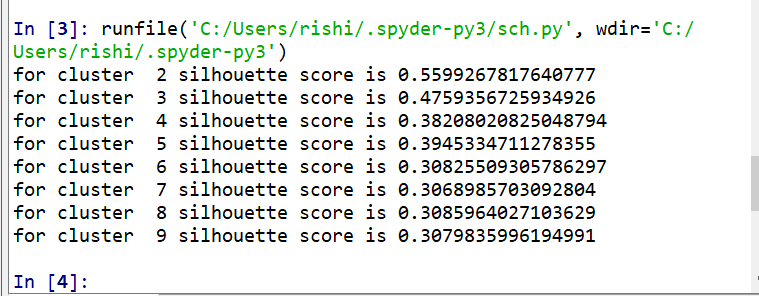 In [3]: runfile('C:/Users/rishi/.spyder-py3/sch.py', wdir='C:/
Users/rishi/.spyder-py3')
for cluster  2 silhouette score is 0.5599267817640777
for cluster  3 silhouette score is 0.4759356725934926
for cluster  4 silhouette score is 0.38208020825048794
for cluster  5 silhouette score is 0.3945334711278355
for cluster  6 silhouette score is 0.30825509305786297
for cluster  7 silhouette score is 0.3068985703092804
for cluster  8 silhouette score is 0.3085964027103629
for cluster  9 silhouette score is 0.3079835996194991
In [4]: